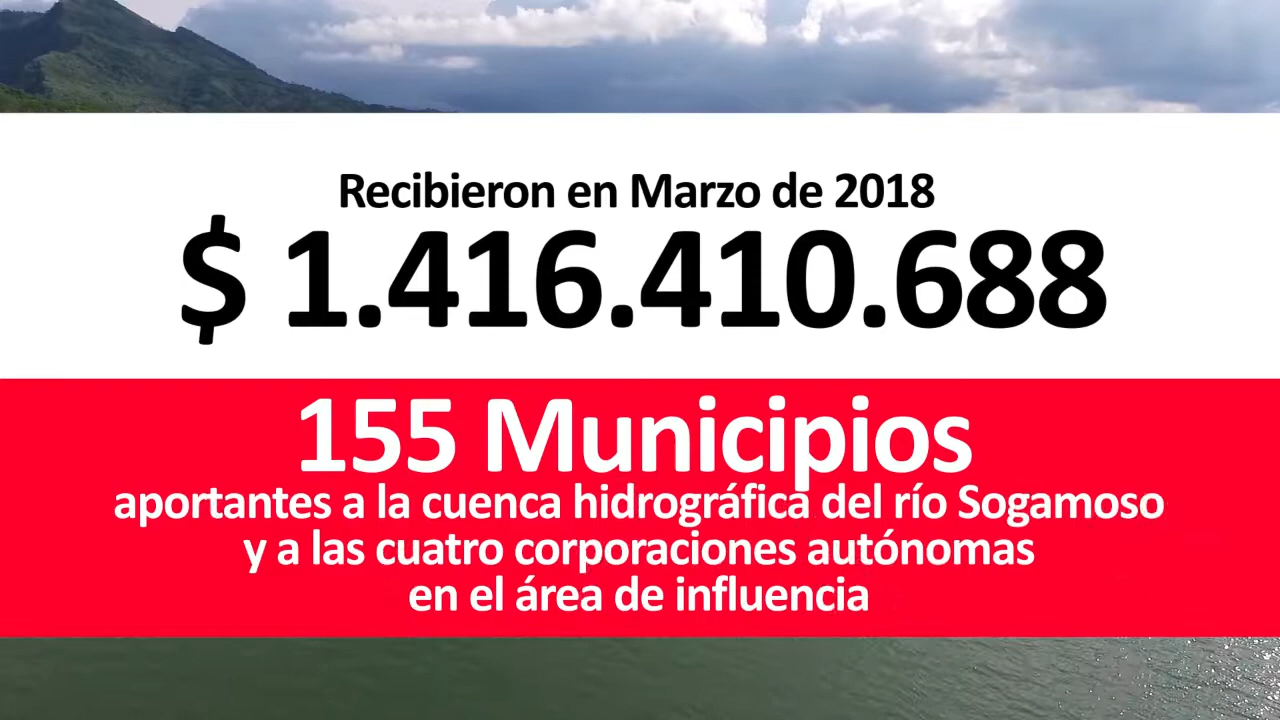 Recibieron en Marzo de 2018
$ 1.416.410.688
155 Municipios
aportantes a la cuenca hidrográfica del río Sogamoso
y a las cuatro corporaciones autónomas
en el área de influencia